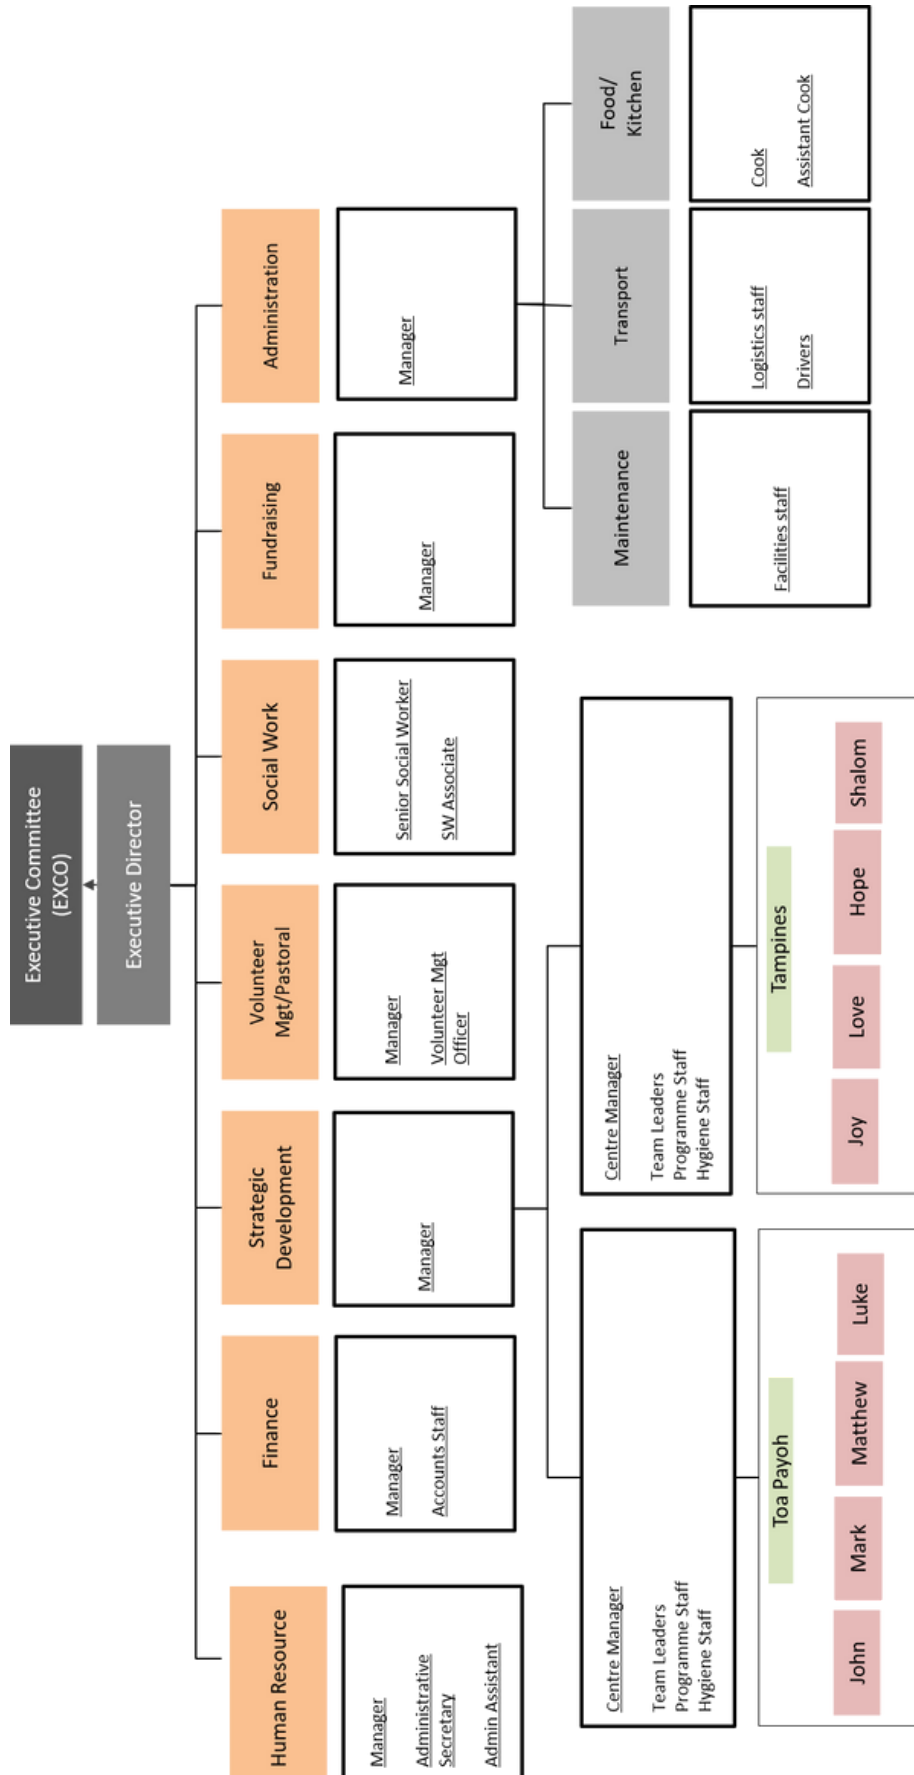 Executive Committee
(EXCO)
Executive Director
Human Resource
Finance
Strategic
Development
Volunteer
Mgt/Pastoral
Social Work
Fundraising
Administration
Manager
Administrative
Secretary
Admin Assistant
Manager
Accounts Staff
Manager
Manager
Volunteer Mgt
Officer
Senior Social Worker
SW Associate
Manager
Manager
Centre Manager
Team Leaders
Programme Staff
Hygiene Staff
Centre Manager
Team Leaders
Programme Staff
Hygiene Staff
Maintenance
Transport
Food/
Kitchen
Facilities staff
Logistics staff
Drivers
Cook
Assistant Cook
Toa Payoh
John
Mark
Matthew
Luke
Tampines
Joy
Love
Hope
Shalom